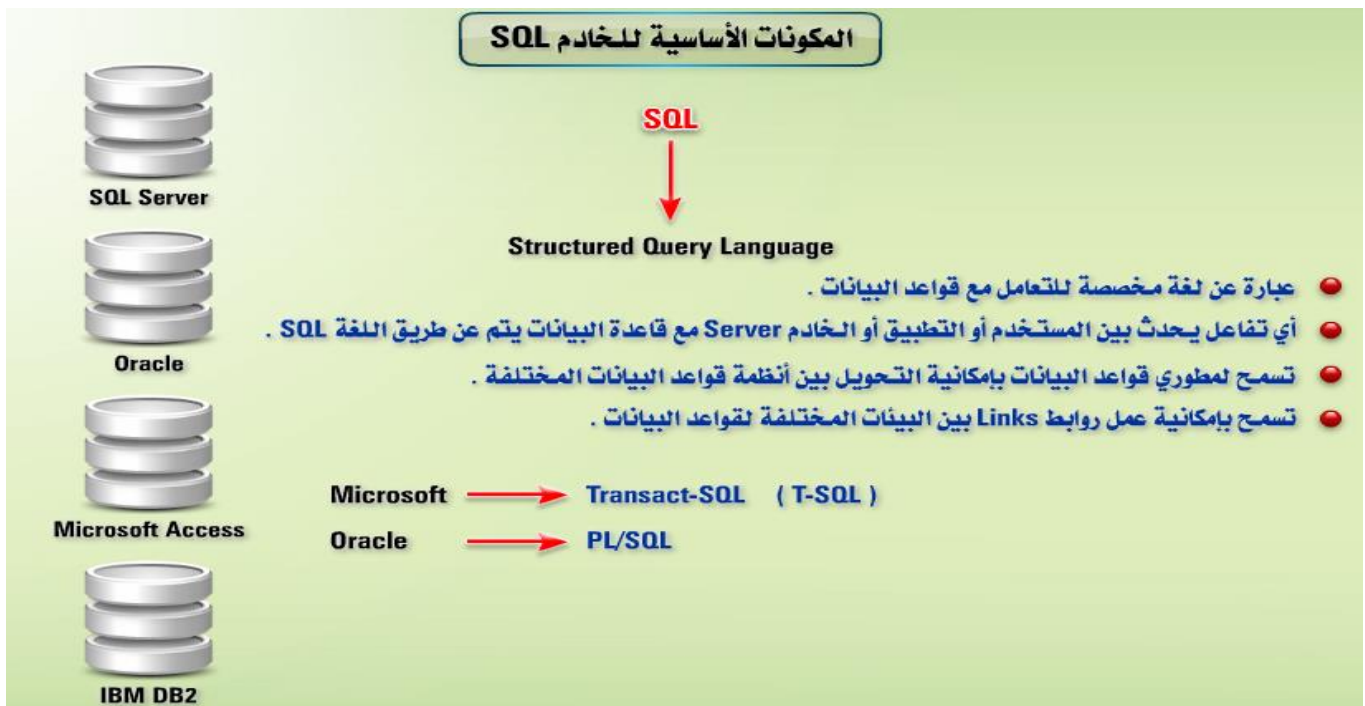 المكونات الأساسية للخادم SQL
SQL
Structured Query Language
عبارة عن لغة مخصصة للتعامل مع قواعد البيانات .
أي تفاعل يحدث بين المستخدم أو التطبيق أو الخادم Server مع قاعدة البيانات يتم عن طريق اللغة SQL .
تسمح لمطوري قواعد البيانات بإمكانية التحويل بين أنظمة قواعد البيانات المختلفة .
تسمح بإمكانية عمل روابط Links بين البيئات المختلفة لقواعد البيانات .
Microsoft Transact-SQL ( T-SQL )
Oracle PL/SQL
SQL Server
Oracle
Microsoft Access
IBM DB2